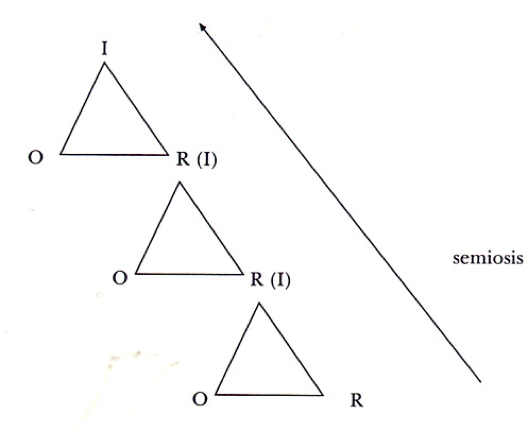 I
O R (I)
semiosis
O R (I)
O R